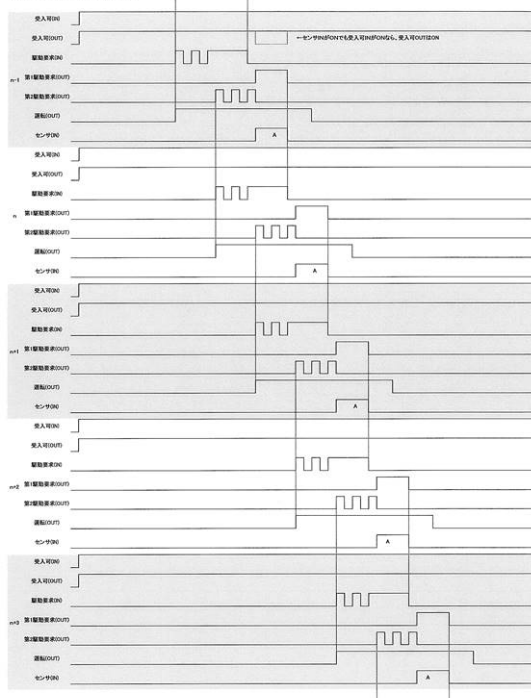 受入可(IN)
受入可(OUT) ←センサINがONでも受入可INがONなら、受入可OUTはON
駆動要求(IN)
第1駆動要求(OUT)
n-1
第2駆動要求(OUT)
運転(OUT)
センサ(IN) A
受入可(IN)
受入可(OUT)
駆動要求(IN)
n 第1駆動要求(OUT)
第2駆動要求(OUT)
運転(OUT)
センサ(IN) A
受入可(IN)
受入可(OUT)
駆動要求(IN)
n+1 第1駆動要求(OUT)
第2駆動要求(OUT)
運転(OUT)
センサ(IN) A
受入可(IN)
受入可(OUT)
駆動要求(IN)
n+2 第1駆動要求(OUT)
第2駆動要求(OUT)
運転(OUT)
センサ(IN) A
受入可(IN)
受入可(OUT)
駆動要求(IN)
n+3 第1駆動要求(OUT)
第2駆動要求(OUT)
運転(OUT)
センサ(IN) A